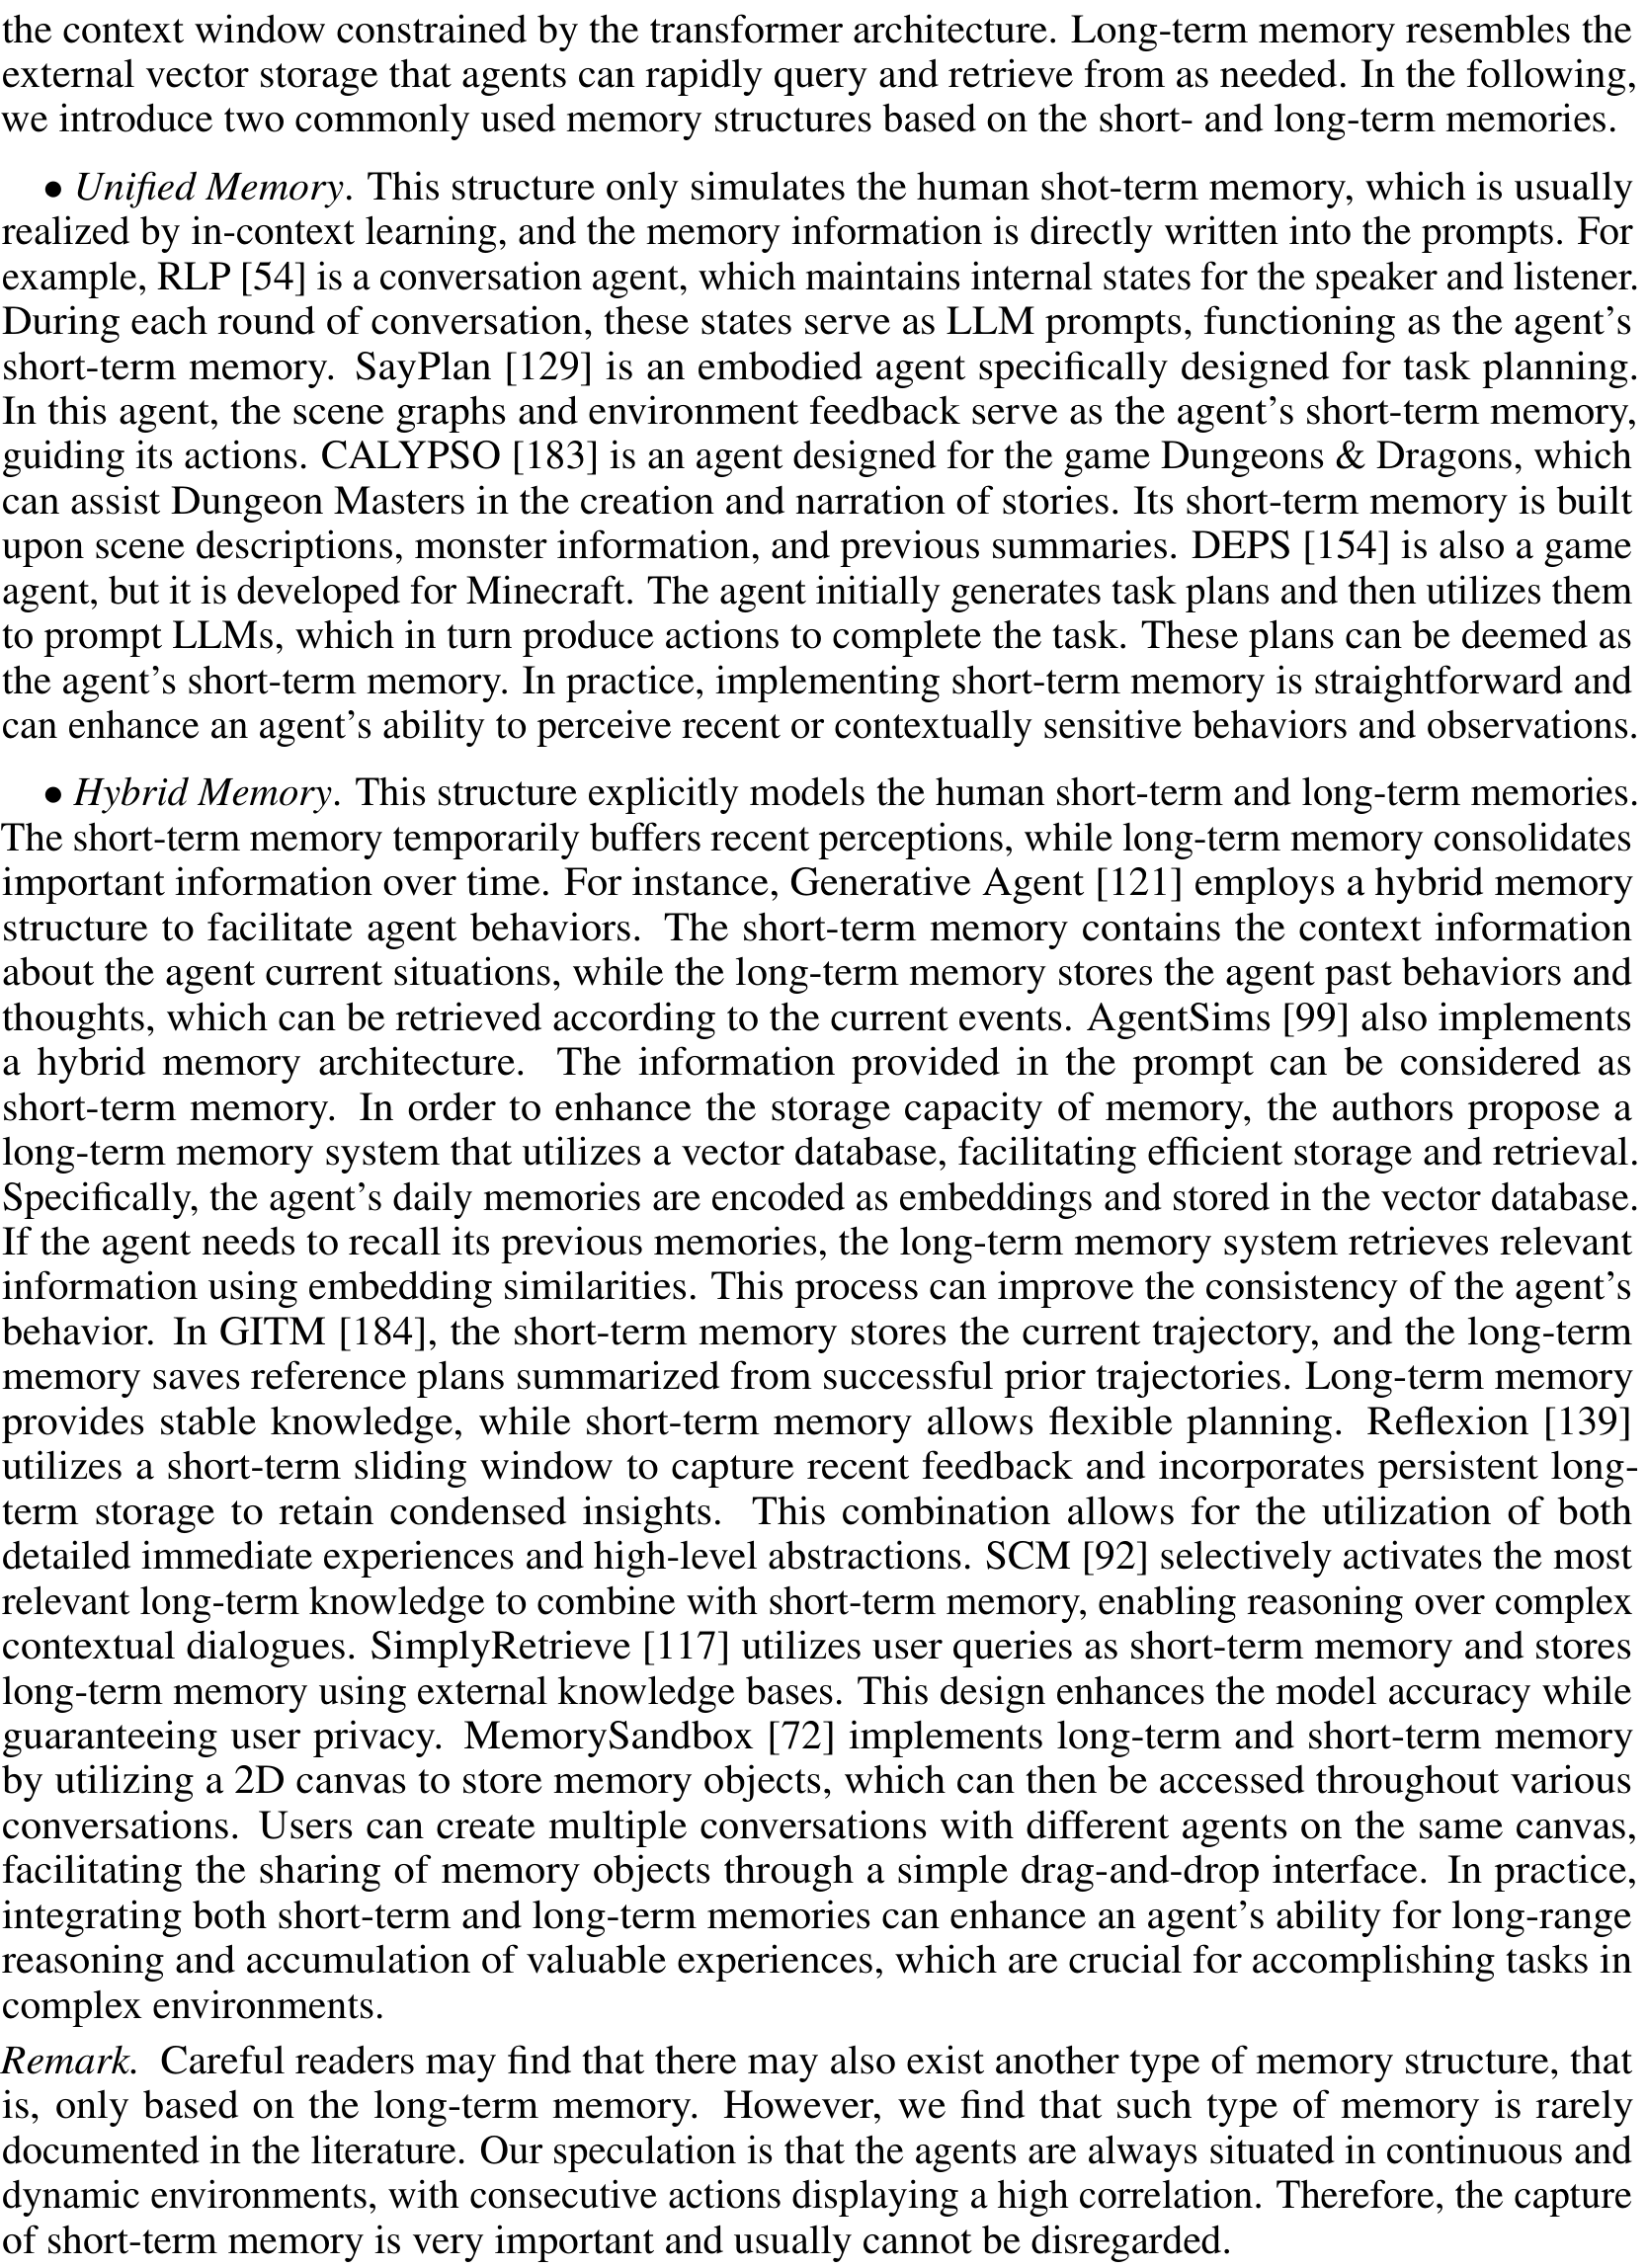 the context window constrained by the transformer architecture. Long-term memory resembles the
external vector storage that agents can rapidly query and retrieve from as needed. In the following,
we introduce two commonly used memory structures based on the short- and long-term memories.
• Unified Memory. This structure only simulates the human shot-term memory, which is usually
realized by in-context learning, and the memory information is directly written into the prompts. For
example, RLP [54] is a conversation agent, which maintains internal states for the speaker and listener.
During each round of conversation, these states serve as LLM prompts, functioning as the agent’s
short-term memory. SayPlan [129] is an embodied agent specifically designed for task planning.
In this agent, the scene graphs and environment feedback serve as the agent’s short-term memory,
guiding its actions. CALYPSO [183] is an agent designed for the game Dungeons & Dragons, which
can assist Dungeon Masters in the creation and narration of stories. Its short-term memory is built
upon scene descriptions, monster information, and previous summaries. DEPS [154] is also a game
agent, but it is developed for Minecraft. The agent initially generates task plans and then utilizes them
to prompt LLMs, which in turn produce actions to complete the task. These plans can be deemed as
the agent’s short-term memory. In practice, implementing short-term memory is straightforward and
can enhance an agent’s ability to perceive recent or contextually sensitive behaviors and observations.
• Hybrid Memory. This structure explicitly models the human short-term and long-term memories.
The short-term memory temporarily buffers recent perceptions, while long-term memory consolidates
important information over time. For instance, Generative Agent [121] employs a hybrid memory
structure to facilitate agent behaviors. The short-term memory contains the context information
about the agent current situations, while the long-term memory stores the agent past behaviors and
thoughts, which can be retrieved according to the current events. AgentSims [99] also implements
a hybrid memory architecture. The information provided in the prompt can be considered as
short-term memory. In order to enhance the storage capacity of memory, the authors propose a
long-term memory system that utilizes a vector database, facilitating efficient storage and retrieval.
Specifically, the agent’s daily memories are encoded as embeddings and stored in the vector database.
If the agent needs to recall its previous memories, the long-term memory system retrieves relevant
information using embedding similarities. This process can improve the consistency of the agent’s
behavior. In GITM [184], the short-term memory stores the current trajectory, and the long-term
memory saves reference plans summarized from successful prior trajectories. Long-term memory
provides stable knowledge, while short-term memory allows flexible planning. Reflexion [139]
utilizes a short-term sliding window to capture recent feedback and incorporates persistent long-
term storage to retain condensed insights. This combination allows for the utilization of both
detailed immediate experiences and high-level abstractions. SCM [92] selectively activates the most
relevant long-term knowledge to combine with short-term memory, enabling reasoning over complex
contextual dialogues. SimplyRetrieve [117] utilizes user queries as short-term memory and stores
long-term memory using external knowledge bases. This design enhances the model accuracy while
guaranteeing user privacy. MemorySandbox [72] implements long-term and short-term memory
by utilizing a 2D canvas to store memory objects, which can then be accessed throughout various
conversations. Users can create multiple conversations with different agents on the same canvas,
facilitating the sharing of memory objects through a simple drag-and-drop interface. In practice,
integrating both short-term and long-term memories can enhance an agent’s ability for long-range
reasoning and accumulation of valuable experiences, which are crucial for accomplishing tasks in
complex environments.
Remark. Careful readers may find that there may also exist another type of memory structure, that
is, only based on the long-term memory. However, we find that such type of memory is rarely
documented in the literature. Our speculation is that the agents are always situated in continuous and
dynamic environments, with consecutive actions displaying a high correlation. Therefore, the capture
of short-term memory is very important and usually cannot be disregarded.